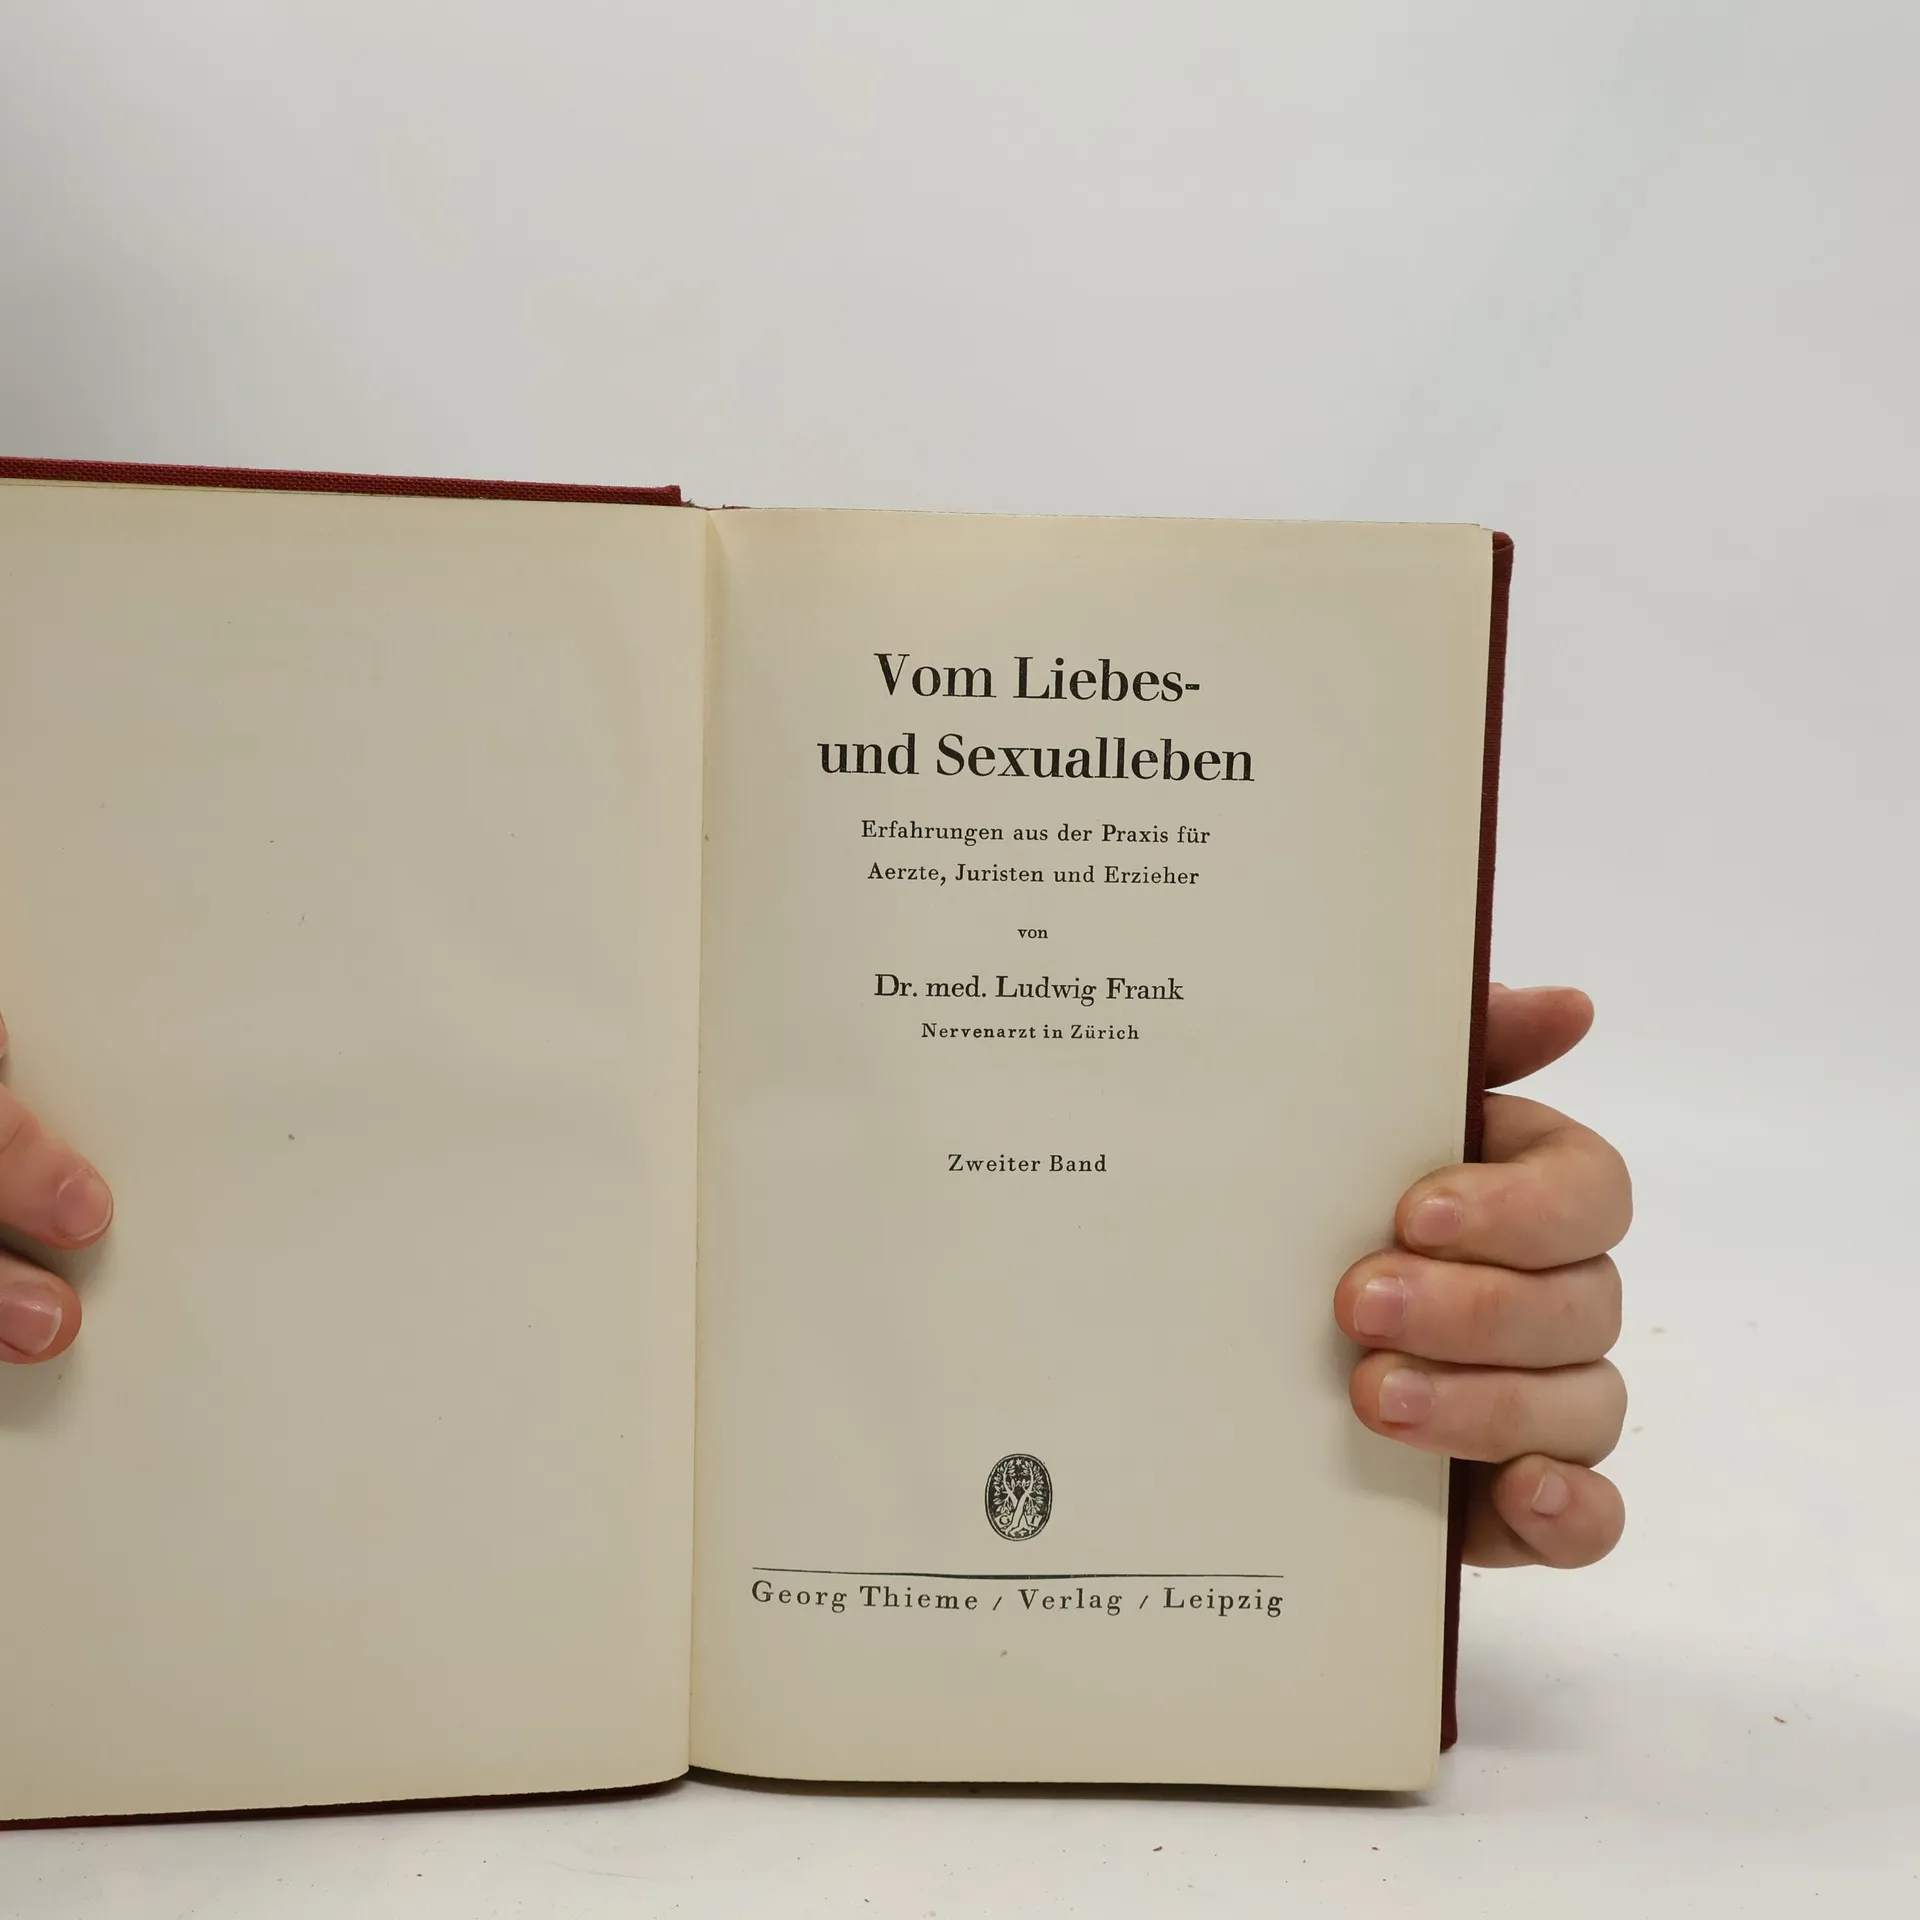 Vom Liebes-
und Sexualleben
Erfahrungen aus der Praxis für
Aerzte, Juristen und Erzieher
von
Dr. med. Ludwig Frank
Nervenarzt in Zürich
Zweiter Band
G T
Georg Thieme / Verlag / Leipzig